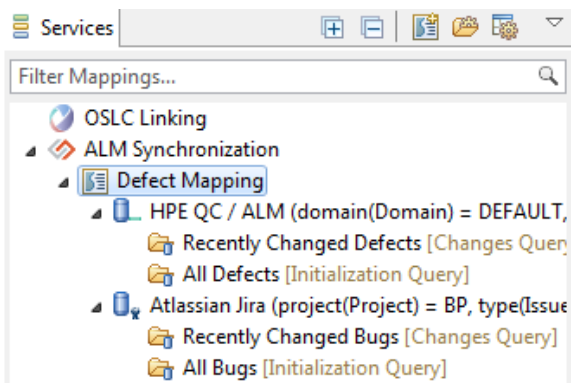 Services
Filter Mappings...
OSLC Linking
ALM Synchronization
Defect Mapping
HPE QC / ALM (domain(Domain) = DEFAULT,
Recently Changed Defects [Changes Quer
All Defects [Initialization Query]
Atlassian Jira (project(Project) = BP, type(Issue
Recently Changed Bugs [Changes Query]
All Bugs [Initialization Query]